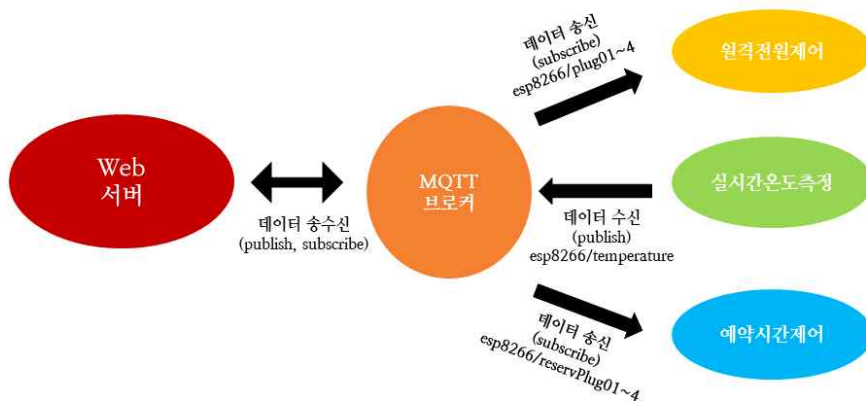 데이터 송신
(subscribe)
esp8266/plug01~4
원격전원제어
Web
서버
데이터 송수신
(publish, subscribe)
MQTT
브로커
실시간온도측정
데이터 수신
(publish)
esp8266/temperature
데이터 송신
(subscribe)
esp8266/reservPlug01~4
예약시간제어